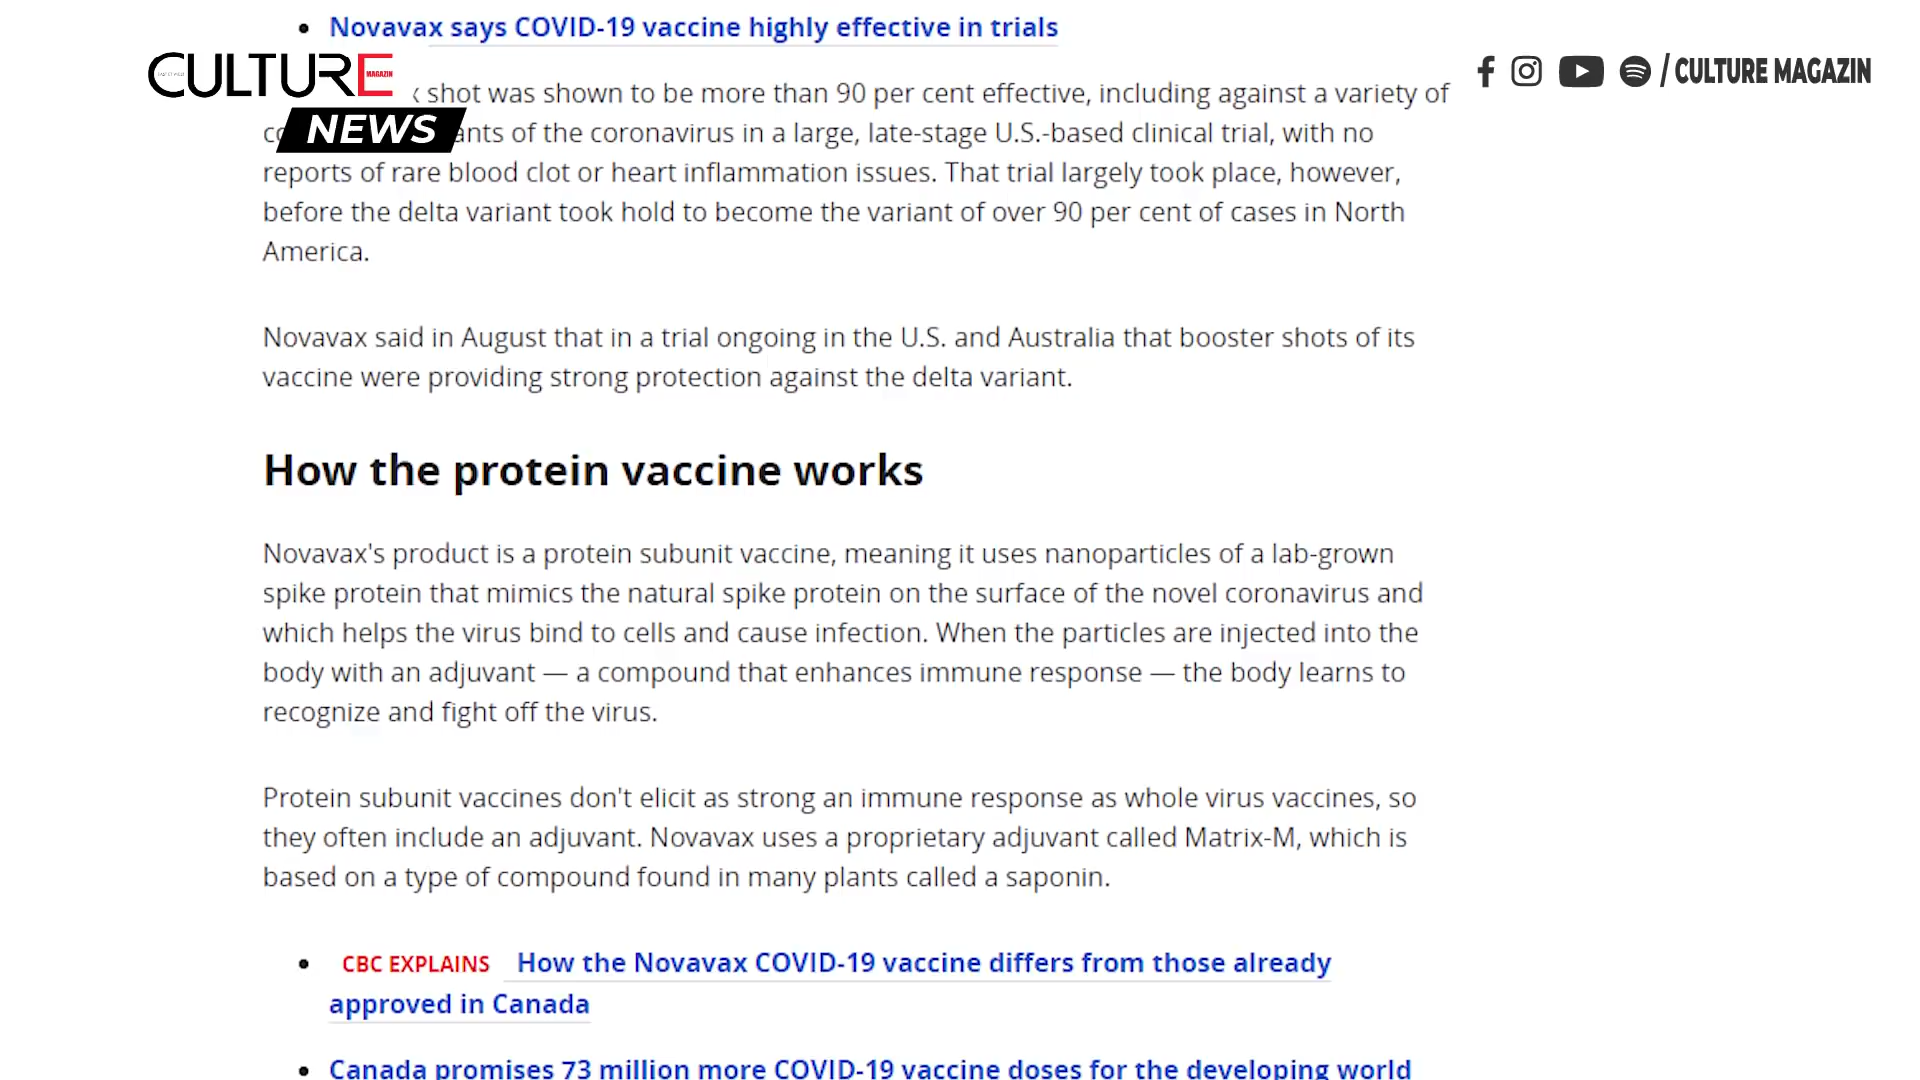 Novavax says COVID-19 vaccine highly effective in trials
CULTURE
MAGAZIN
NEWS
/ CULTURE MAGAZIN
shot was shown to be more than 90 per cent effective, including against a variety of
of the coronavirus in a large, late-stage U.S.-based clinical trial, with no
reports of rare blood clot or heart inflammation issues. That trial largely took place, however,
before the delta variant took hold to become the variant of over 90 per cent of cases in North
America.
Novavax said in August that in a trial ongoing in the U.S. and Australia that booster shots of its
vaccine were providing strong protection against the delta variant.
How the protein vaccine works
Novavax's product is a protein subunit vaccine, meaning it uses nanoparticles of a lab-grown
spike protein that mimics the natural spike protein on the surface of the novel coronavirus and
which helps the virus bind to cells and cause infection. When the particles are injected into the
body with an adjuvant — a compound that enhances immune response — the body learns to
recognize and fight off the virus.
Protein subunit vaccines don't elicit as strong an immune response as whole virus vaccines, so
they often include an adjuvant. Novavax uses a proprietary adjuvant called Matrix-M, which is
based on a type of compound found in many plants called a saponin.
CBC EXPLAINS How the Novavax COVID-19 vaccine differs from those already
approved in Canada
Canada promises 73 million more COVID-19 vaccine doses for the developing world